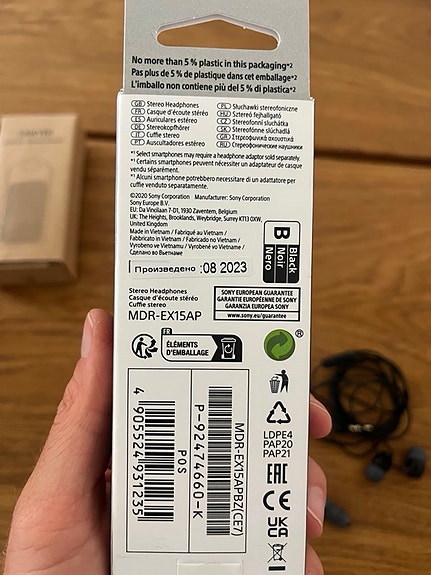 No more than 5 % plastic in this packaging*²
Pas plus de 5 % de plastique dans cet emballage*²
L'imballo non contiene più del 5 % di plastica*²
GB Stereo Headphones
FR Casque d'écoute stéréo
ES Auriculares estéreo
DE Stereokopfhörer
IT Cuffie stereo
PT Auscultadores estéreo
PL Słuchawki stereofoniczne
HU Sztereó fejhallgató
CZ Stereofonní sluchátka
SK Stereofónne slúchadlá
GR Στερεοφωνικά ακουστικά
RU Стереофонические наушники
*¹ Select smartphones may require a headphone adaptor sold separately.
*¹ Certains smartphones peuvent nécessiter un adaptateur de casque
vendu séparément.
*¹ Alcuni smartphone potrebbero necessitare di un adattatore per
cuffie venduto separatamente.
©2020 Sony Corporation Manufacturer: Sony Corporation
Sony Europe B.V.
EU: Da Vincilaan 7-D1, 1930 Zaventem, Belgium
UK: The Heights, Brooklands, Weybridge, Surrey KT13 0XW,
United Kingdom
Made in Vietnam / Fabriqué au Vietnam /
Fabbricato in Vietnam / Fabricado no Vietnam /
Vyrobeno ve Vietnamu / Vyrobené vo Vietname /
Сделано во Вьетнаме
B
Black
Noir
Nero
Произведено :08 2023
Stereo Headphones
Casque d'écoute stéréo
Cuffie stereo
MDR-EX15AP
SONY EUROPEAN GUARANTEE
GARANTIE EUROPÉENNE DE SONY
GARANZIA EUROPEA SONY
www.sony.eu/guarantee
FR
ÉLÉMENTS
D'EMBALLAGE
®
4 905524 931235
POS
P-92474660-K
MDR-EX15APBZ(CE7)
LDPE4
PAP20
PAP21
EAC
CE
UK
CA